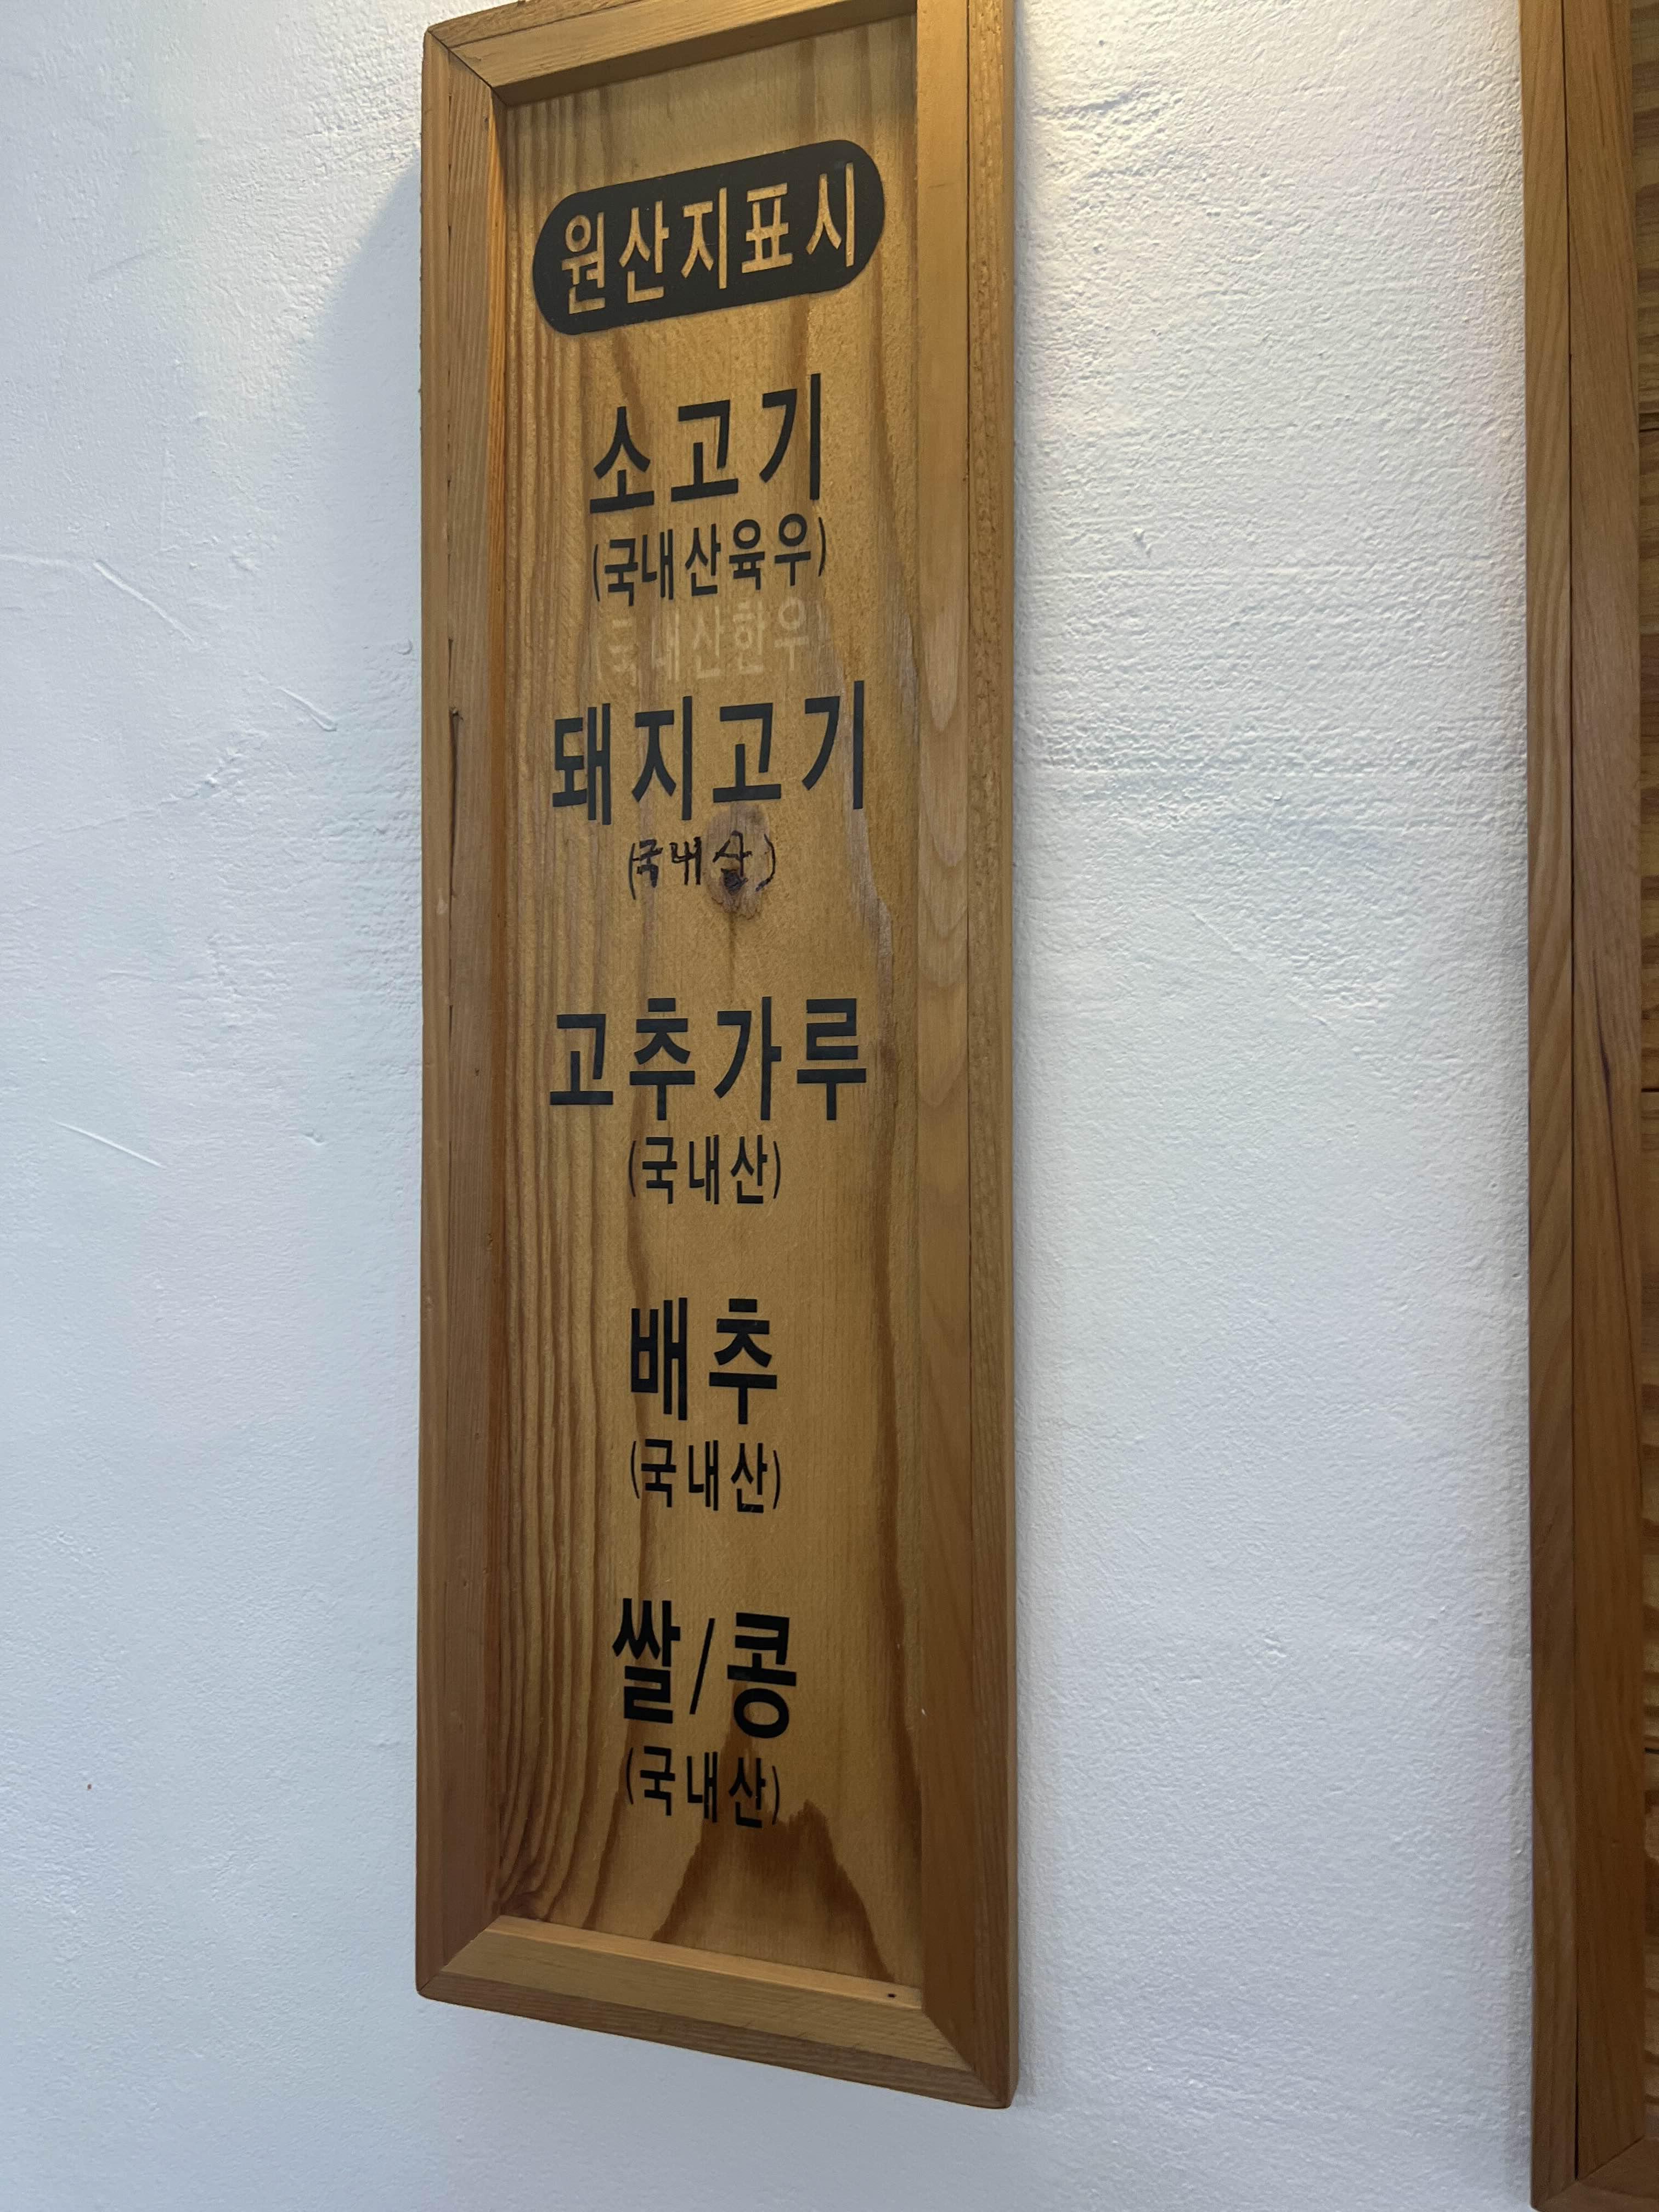 원산지표시
소고기
(국내산육우)
(국내산한우)
돼지고기
(국내산)
고추가루
(국내산)
배추
(국내산)
쌀/콩
(국내산)